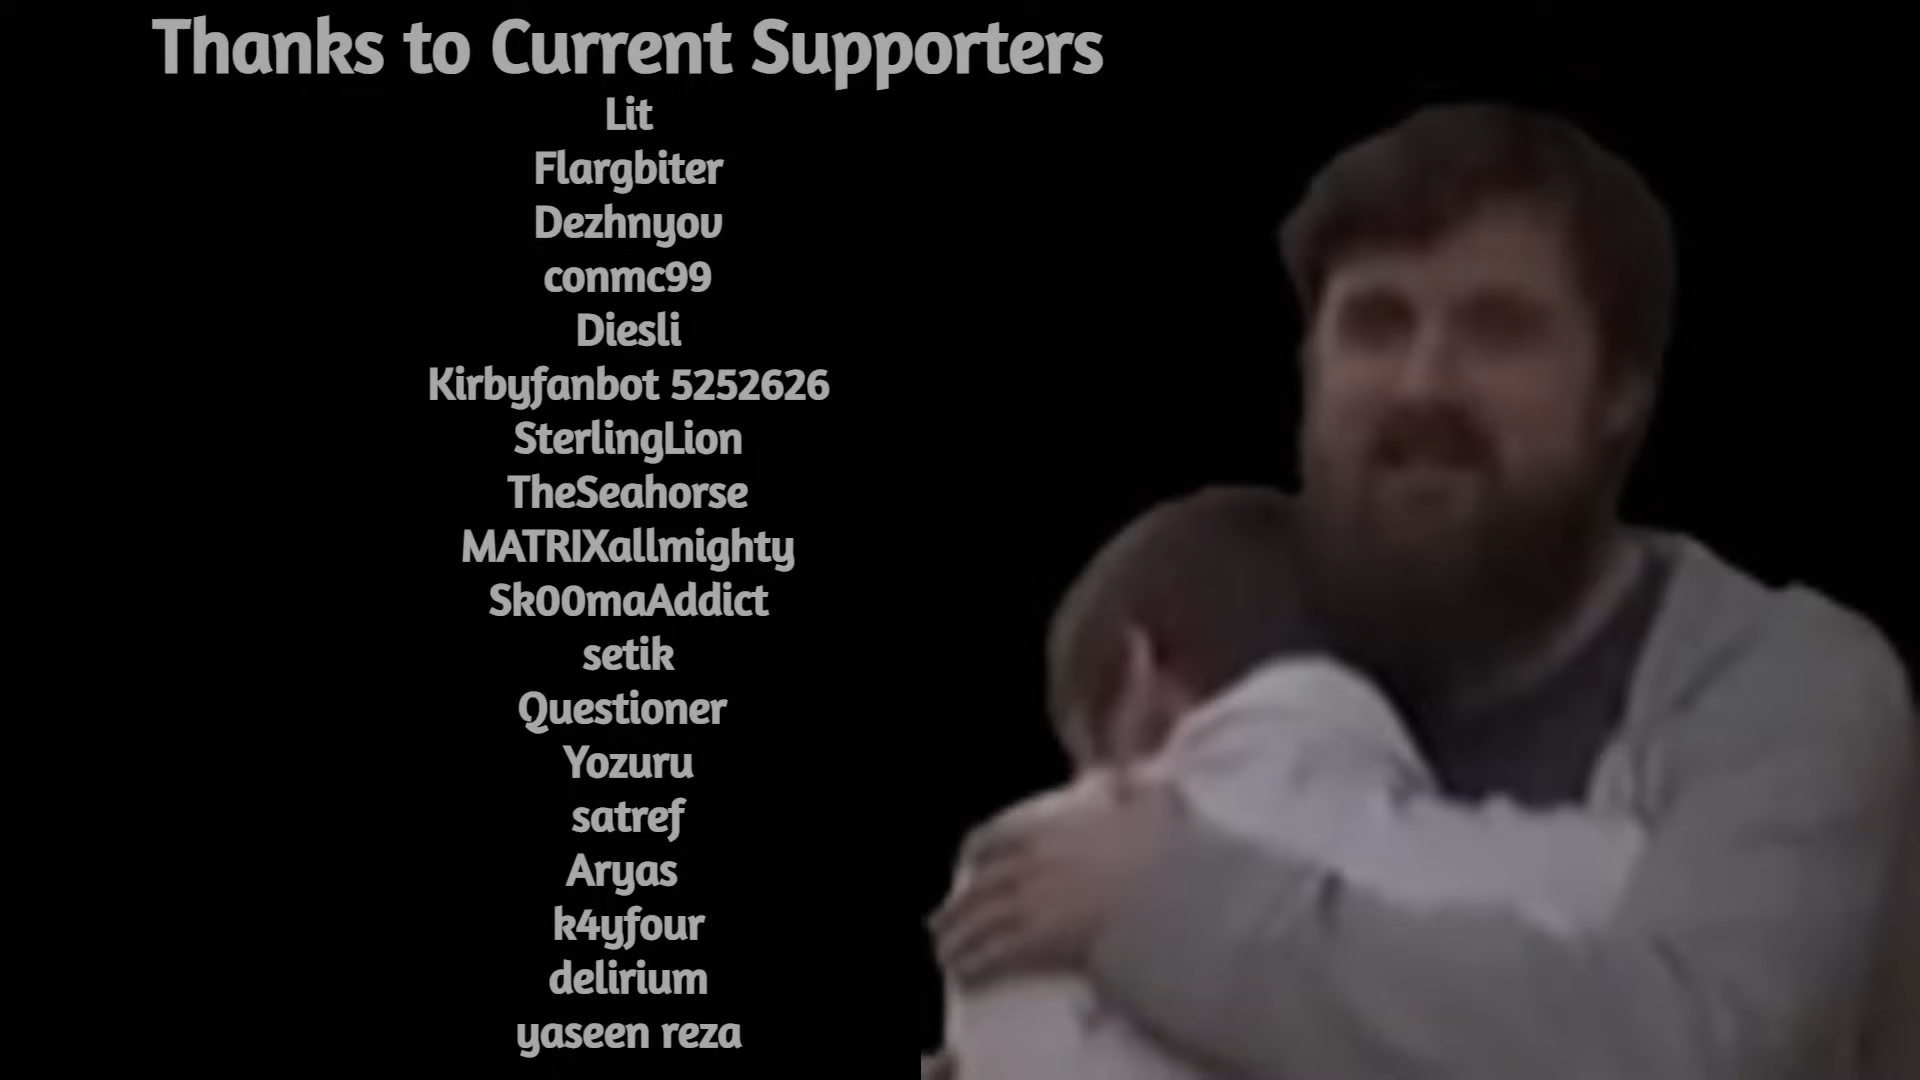 Thanks to Current Supporters
Lit
Flargbiter
Dezhnyov
conmc99
Diesli
Kirbyfanbot 5252626
SterlingLion
TheSeahorse
MATRIXallmighty
Sk00maAddict
setik
Questioner
Yozuru
satref
Aryas
k4yfour
delirium
yaseen reza